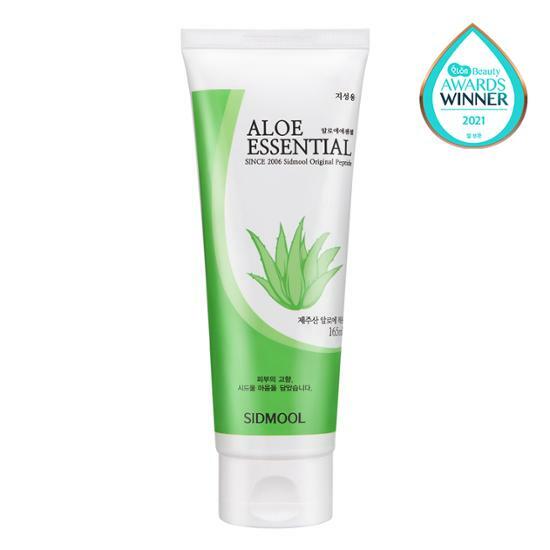 지성용
ALOE 알로에에센셜
ESSENTIAL
SINCE 2006 Sidmool Original Peptide
제주산 알로에
165ml
피부의 고향,
시드물 마음을 담았습니다.
SIDMOOL
Qlōn Beauty
AWARDS
WINNER
2021